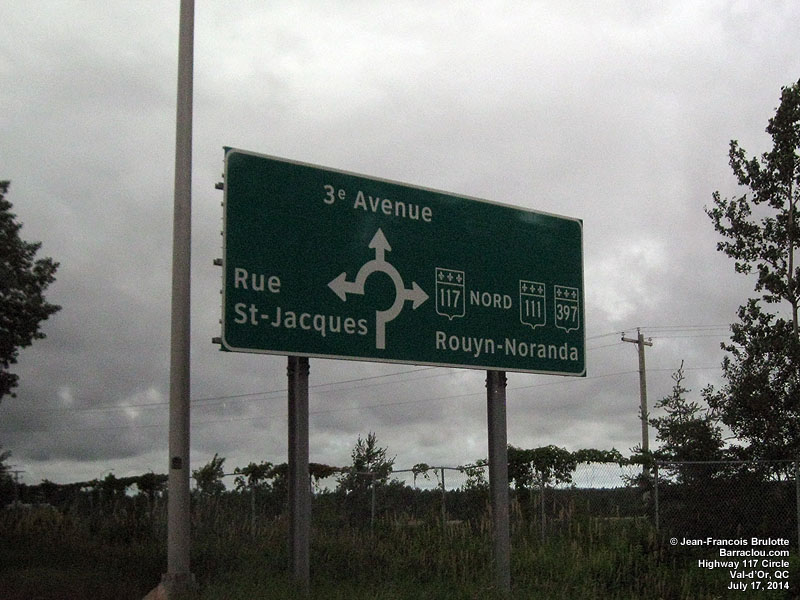 3e Avenue
Rue
St-Jacques
117 NORD 111 397
Rouyn-Noranda
© Jean-Francois Brulotte
Barraclou.com
Highway 117 Circle
Val-d'Or, QC
July 17, 2014